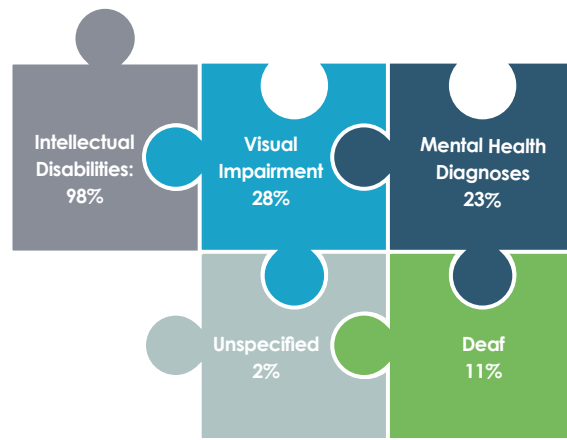 Intellectual
Disabilities:
98%
Visual
Impairment
28%
Mental Health
Diagnoses
23%
Unspecified
2%
Deaf
11%